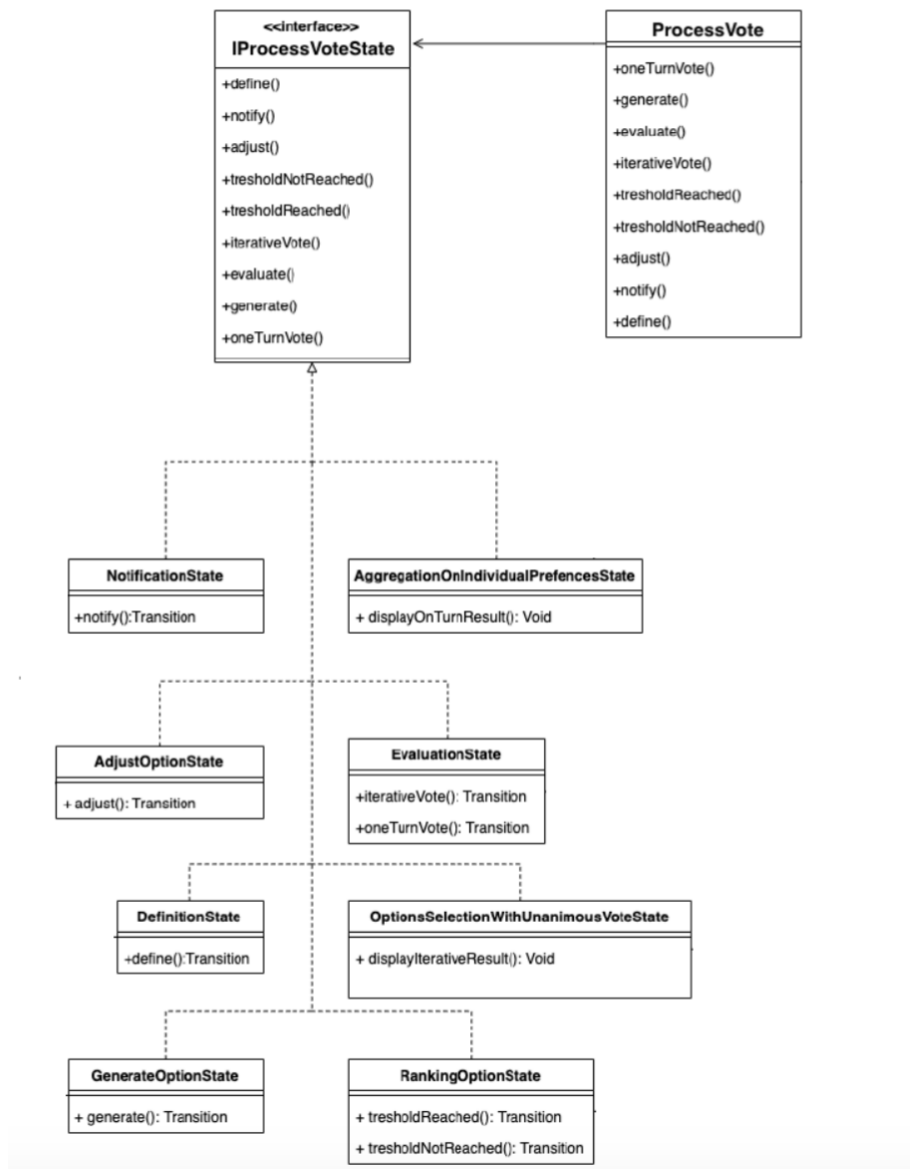 <<interface>>
IProcessVoteState
+define()
+notify()
+adjust()
+tresholdNotReached()
+tresholdReached()
+iterativeVote()
+evaluate()
+generate()
+oneTurnVote()
ProcessVote
+oneTurnVote()
+generate()
+evaluate()
+iterativeVote()
+tresholdReached()
+tresholdNotReached()
+adjust()
+notify()
+define()
NotificationState
+notify():Transition
AggregationOnIndividualPrefencesState
+ displayOnTurnResult(): Void
AdjustOptionState
+ adjust(): Transition
EvaluationState
+iterativeVote(): Transition
+oneTurnVote(): Transition
DefinitionState
+define():Transition
OptionsSelectionWithUnanimousVoteState
+ displayIterativeResult(): Void
GenerateOptionState
+ generate(): Transition
RankingOptionState
+ tresholdReached(): Transition
+ tresholdNotReached(): Transition